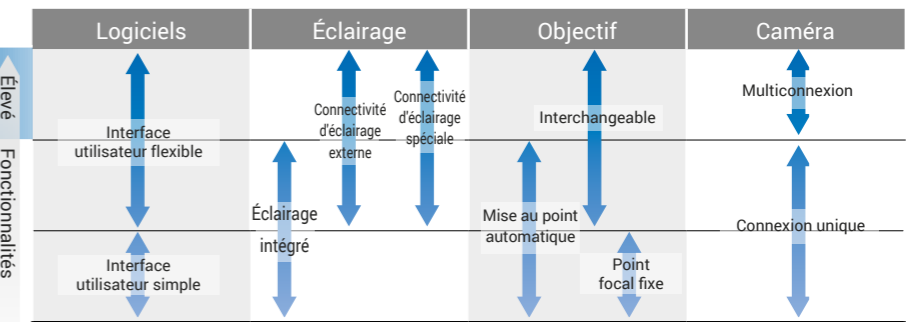 Logiciels
Éclairage
Objectif
Caméra
Élevé
Fonctionnalités
Interface
utilisateur flexible
Interface
utilisateur simple
Éclairage
intégré
Connectivité
d'éclairage
externe
Connectivité
d'éclairage
spéciale
Interchangeable
Mise au point
automatique
Point
focal fixe
Multiconnexion
Connexion unique